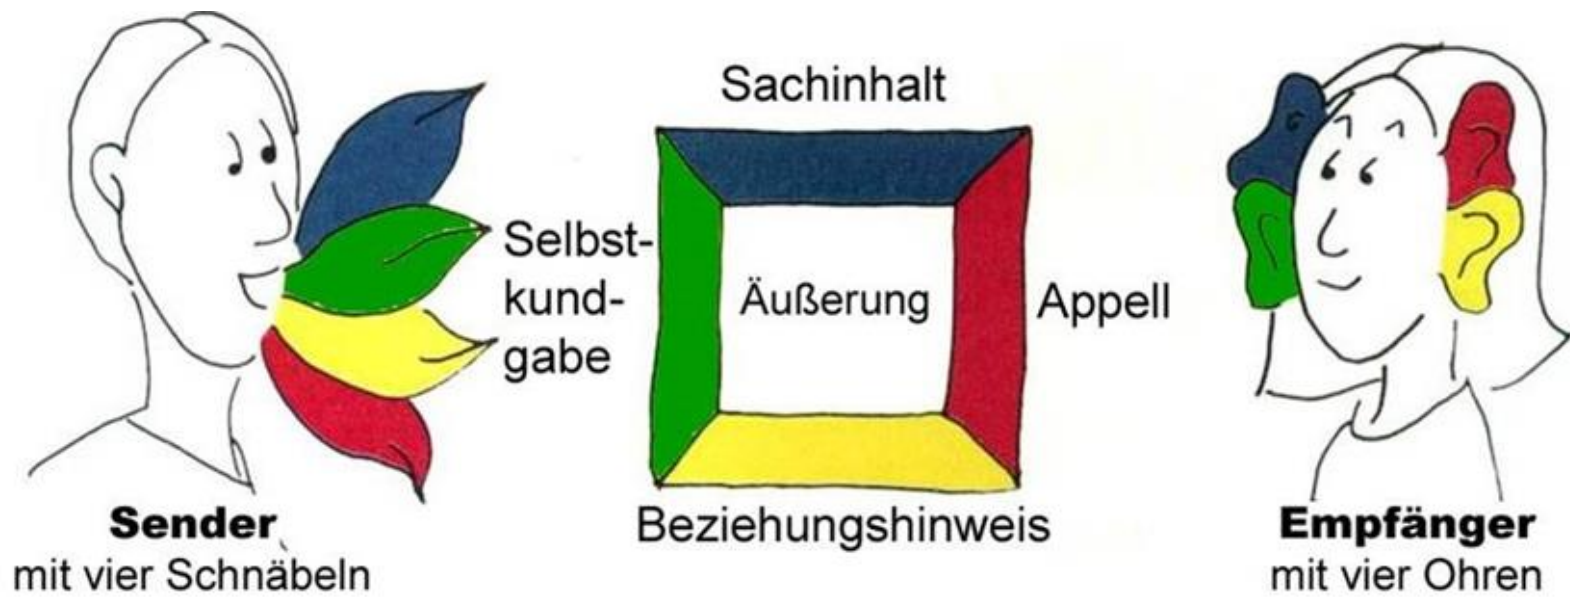 Sachinhalt
Selbst-
kund-
gabe
Äußerung
Appell
Beziehungshinweis
Sender
mit vier Schnäbeln
Empfänger
mit vier Ohren